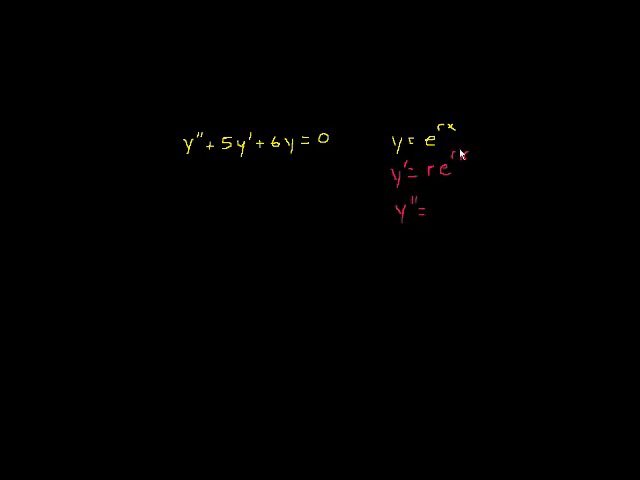 y" + 5y' + 6y = 0
y = e^{rx}
y' = re^{rx}
y" =